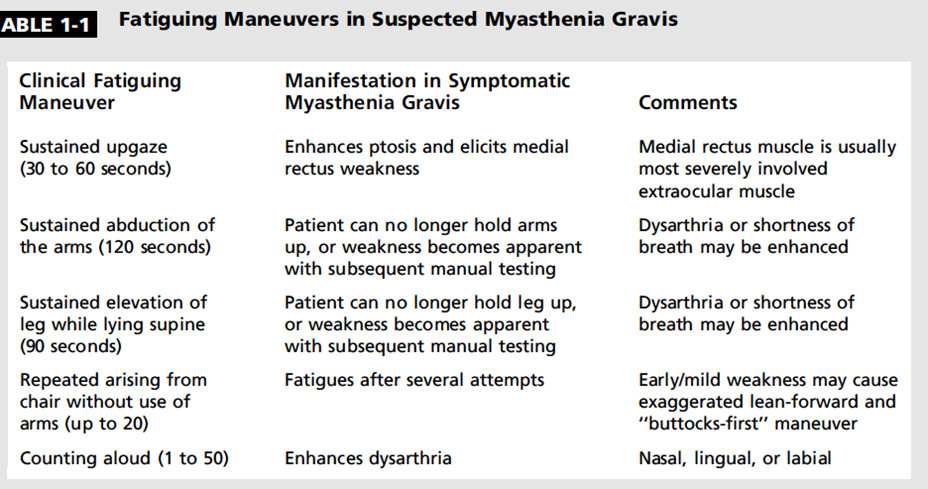 ABLE 1-1 Fatiguing Maneuvers in Suspected Myasthenia Gravis
Clinical Fatiguing Manifestation in Symptomatic
Maneuver Myasthenia Gravis Comments
Sustained upgaze Enhances ptosis and elicits medial Medial rectus muscle is usually
(30 to 60 seconds) rectus weakness most severely involved
extraocular muscle
Sustained abduction of Patient can no longer hold arms Dysarthria or shortness of
the arms (120 seconds) up, or weakness becomes apparent breath may be enhanced
with subsequent manual testing
Sustained elevation of Patient can no longer hold leg up, Dysarthria or shortness of
leg while lying supine or weakness becomes apparent breath may be enhanced
(90 seconds) with subsequent manual testing
Repeated arising from Fatigues after several attempts Early/mild weakness may cause
chair without use of exaggerated lean-forward and
arms (up to 20) ‘‘buttocks-first’’ maneuver
Counting aloud (1 to 50) Enhances dysarthria Nasal, lingual, or labial